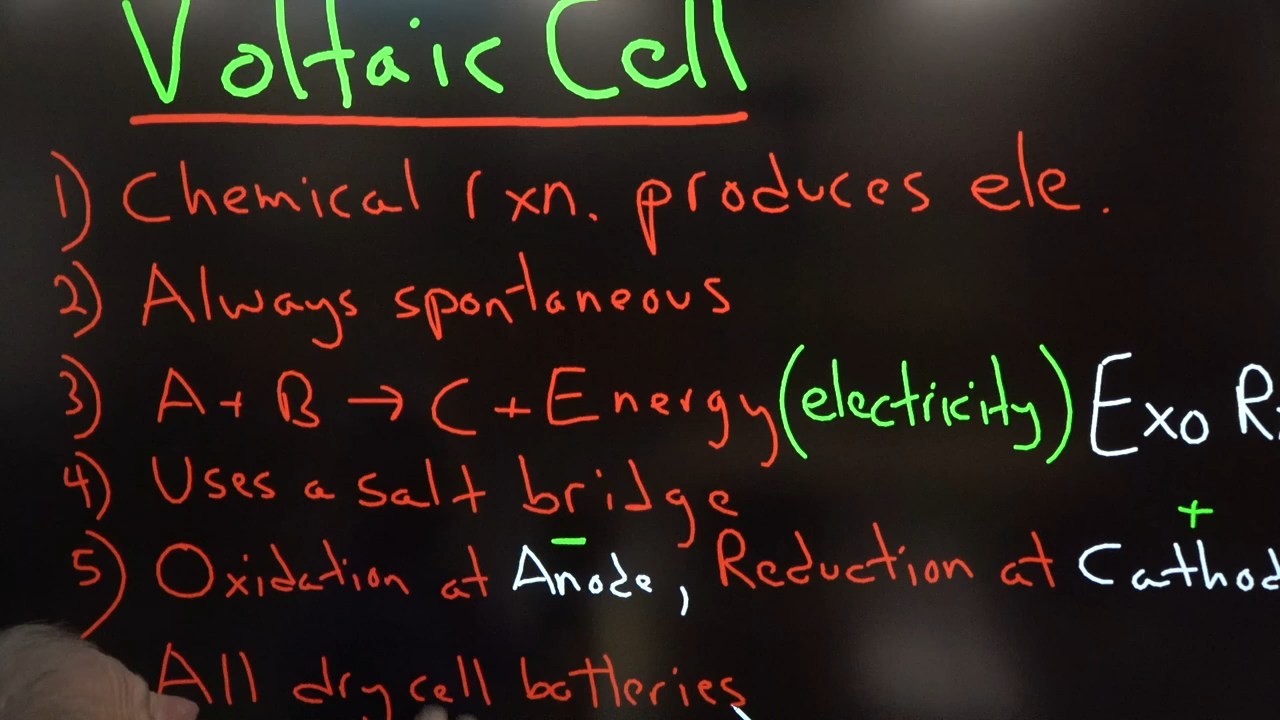 Voltaic Cell
1) Chemical rxn. produces ele.
2) Always spontaneous
3) A + B → C + Energy (electricity) Exo
4) Uses a salt bridge
− +
5) Oxidation at Anode, Reduction at Cathod
All dry cell batteries